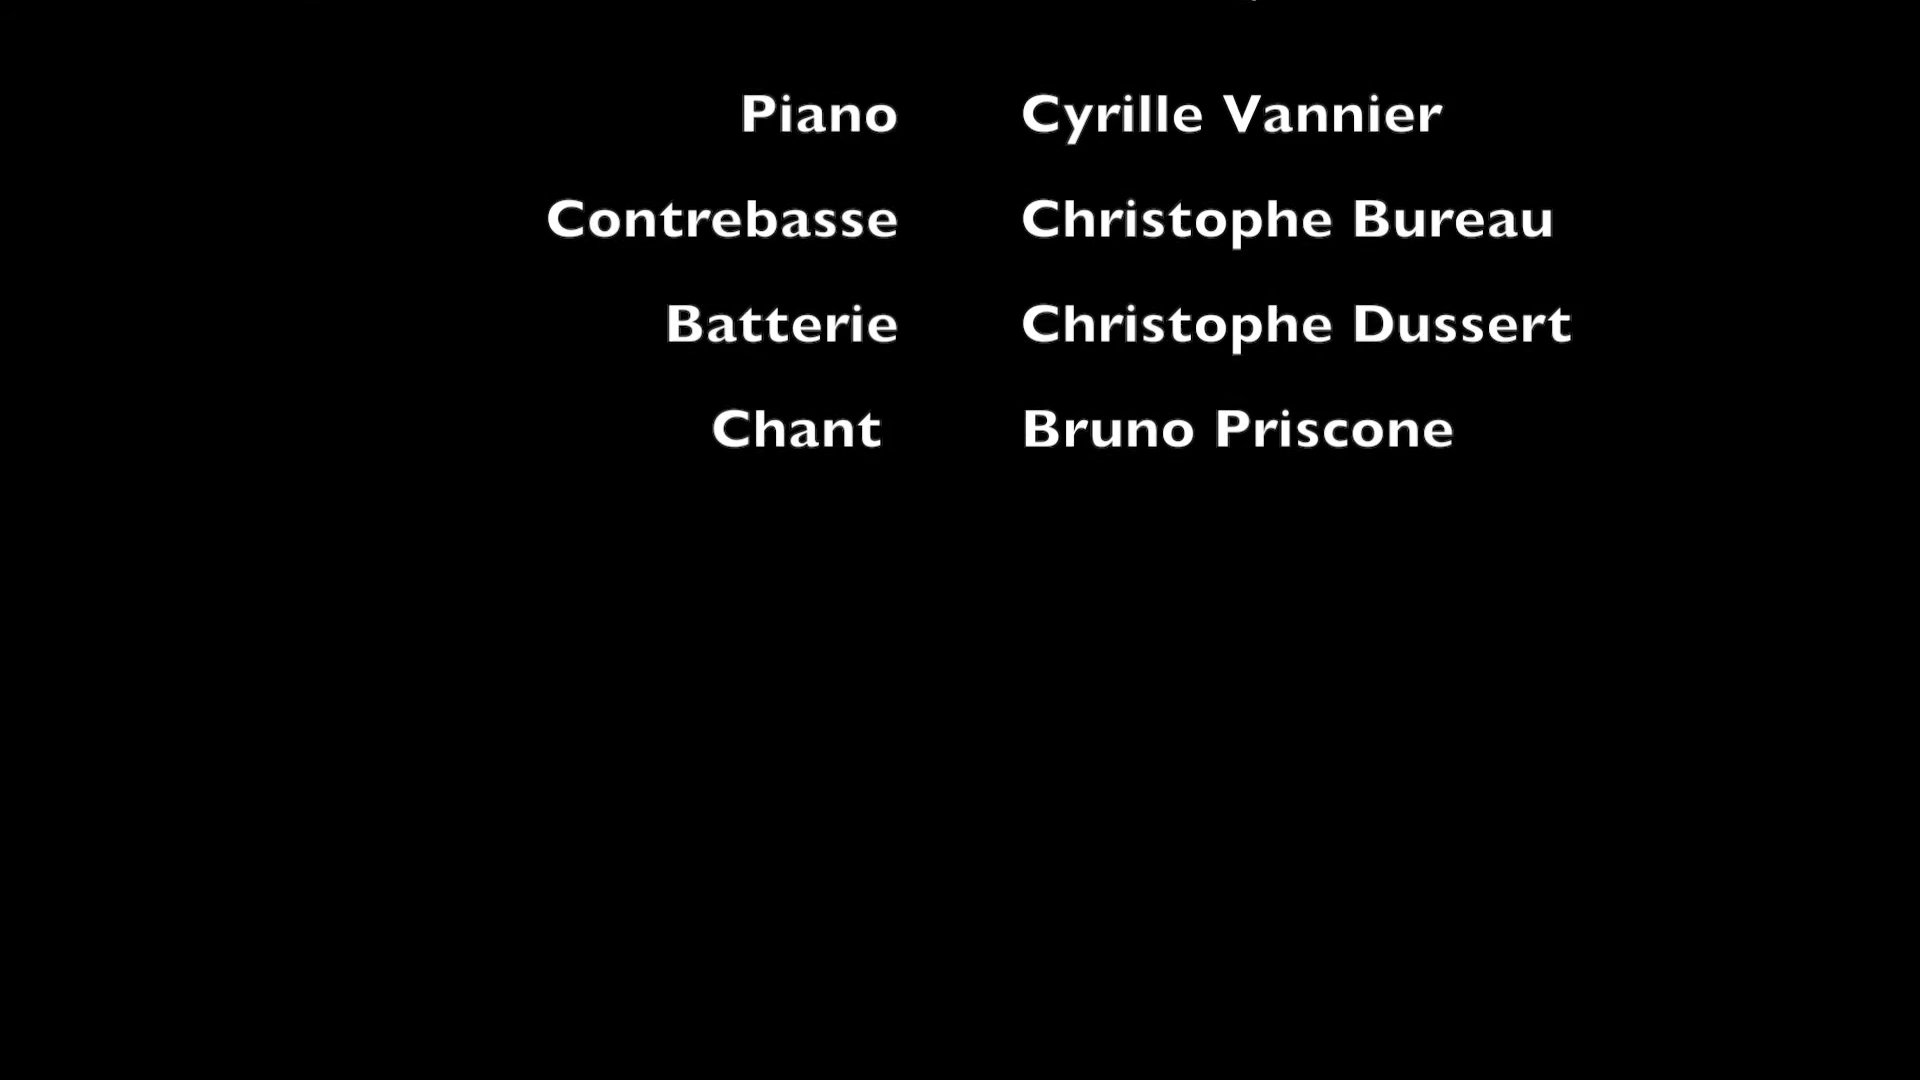 Piano Cyrille Vannier
Contrebasse Christophe Bureau
Batterie Christophe Dussert
Chant Bruno Priscone